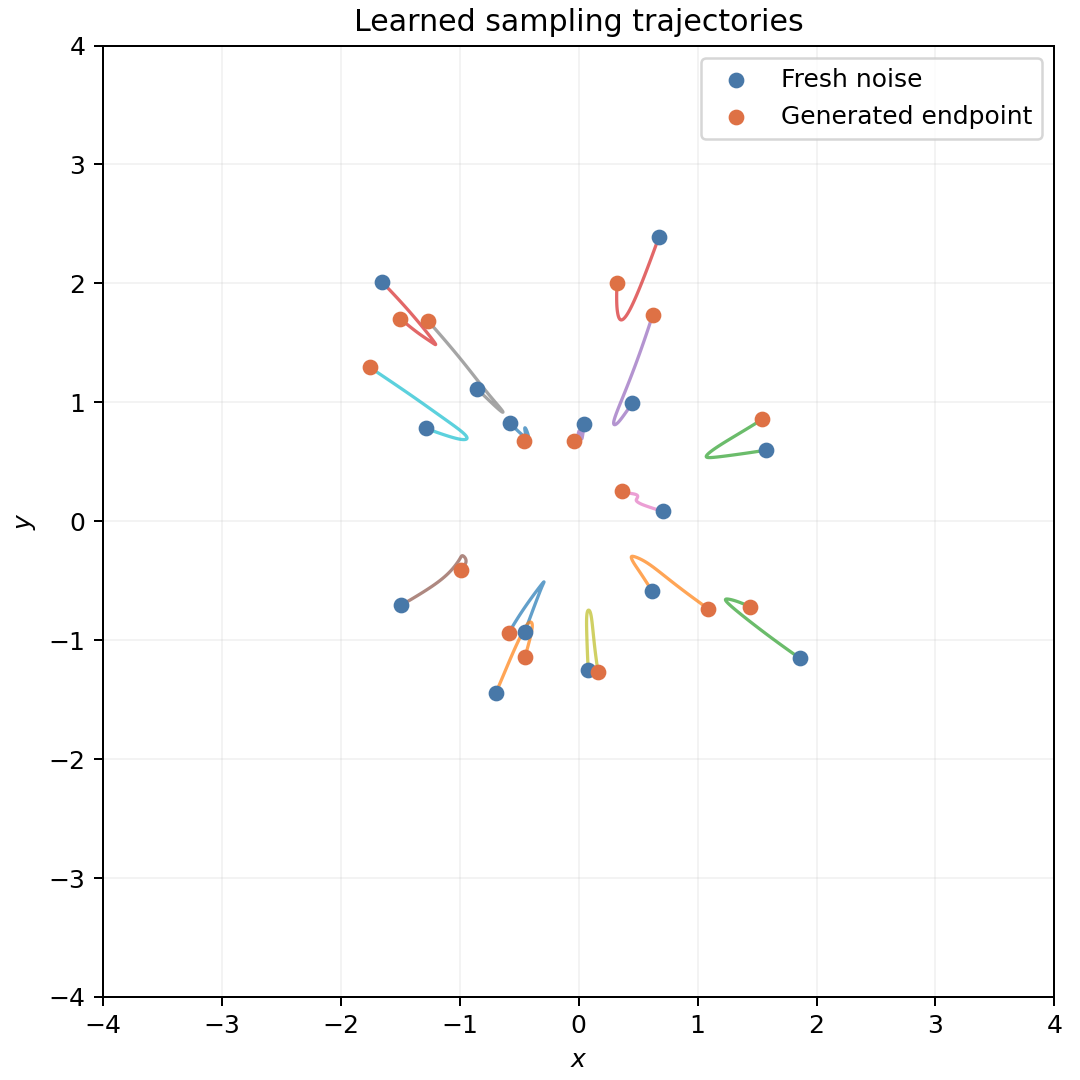 Learned sampling trajectories
Fresh noise
Generated endpoint
4
3
2
1
0
−1
−2
−3
−4
y
−4 −3 −2 −1 0 1 2 3 4
x